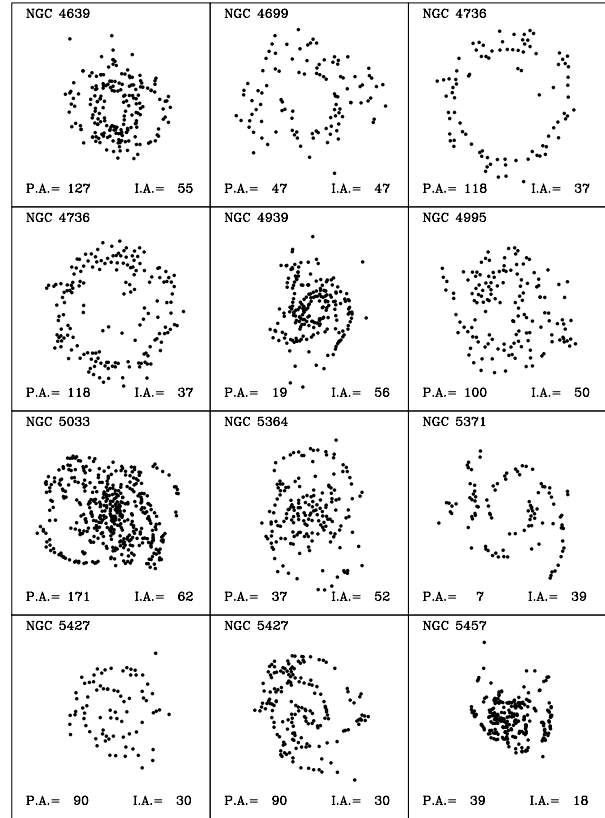 NGC 4639 NGC 4699 NGC 4736
P.A.= 127 I.A.= 55 P.A.= 47 I.A.= 47 P.A.= 118 I.A.= 37
NGC 4736 NGC 4939 NGC 4995
P.A.= 118 I.A.= 37 P.A.= 19 I.A.= 56 P.A.= 100 I.A.= 50
NGC 5033 NGC 5364 NGC 5371
P.A.= 171 I.A.= 62 P.A.= 37 I.A.= 52 P.A.= 7 I.A.= 39
NGC 5427 NGC 5427 NGC 5457
P.A.= 90 I.A.= 30 P.A.= 90 I.A.= 30 P.A.= 39 I.A.= 18